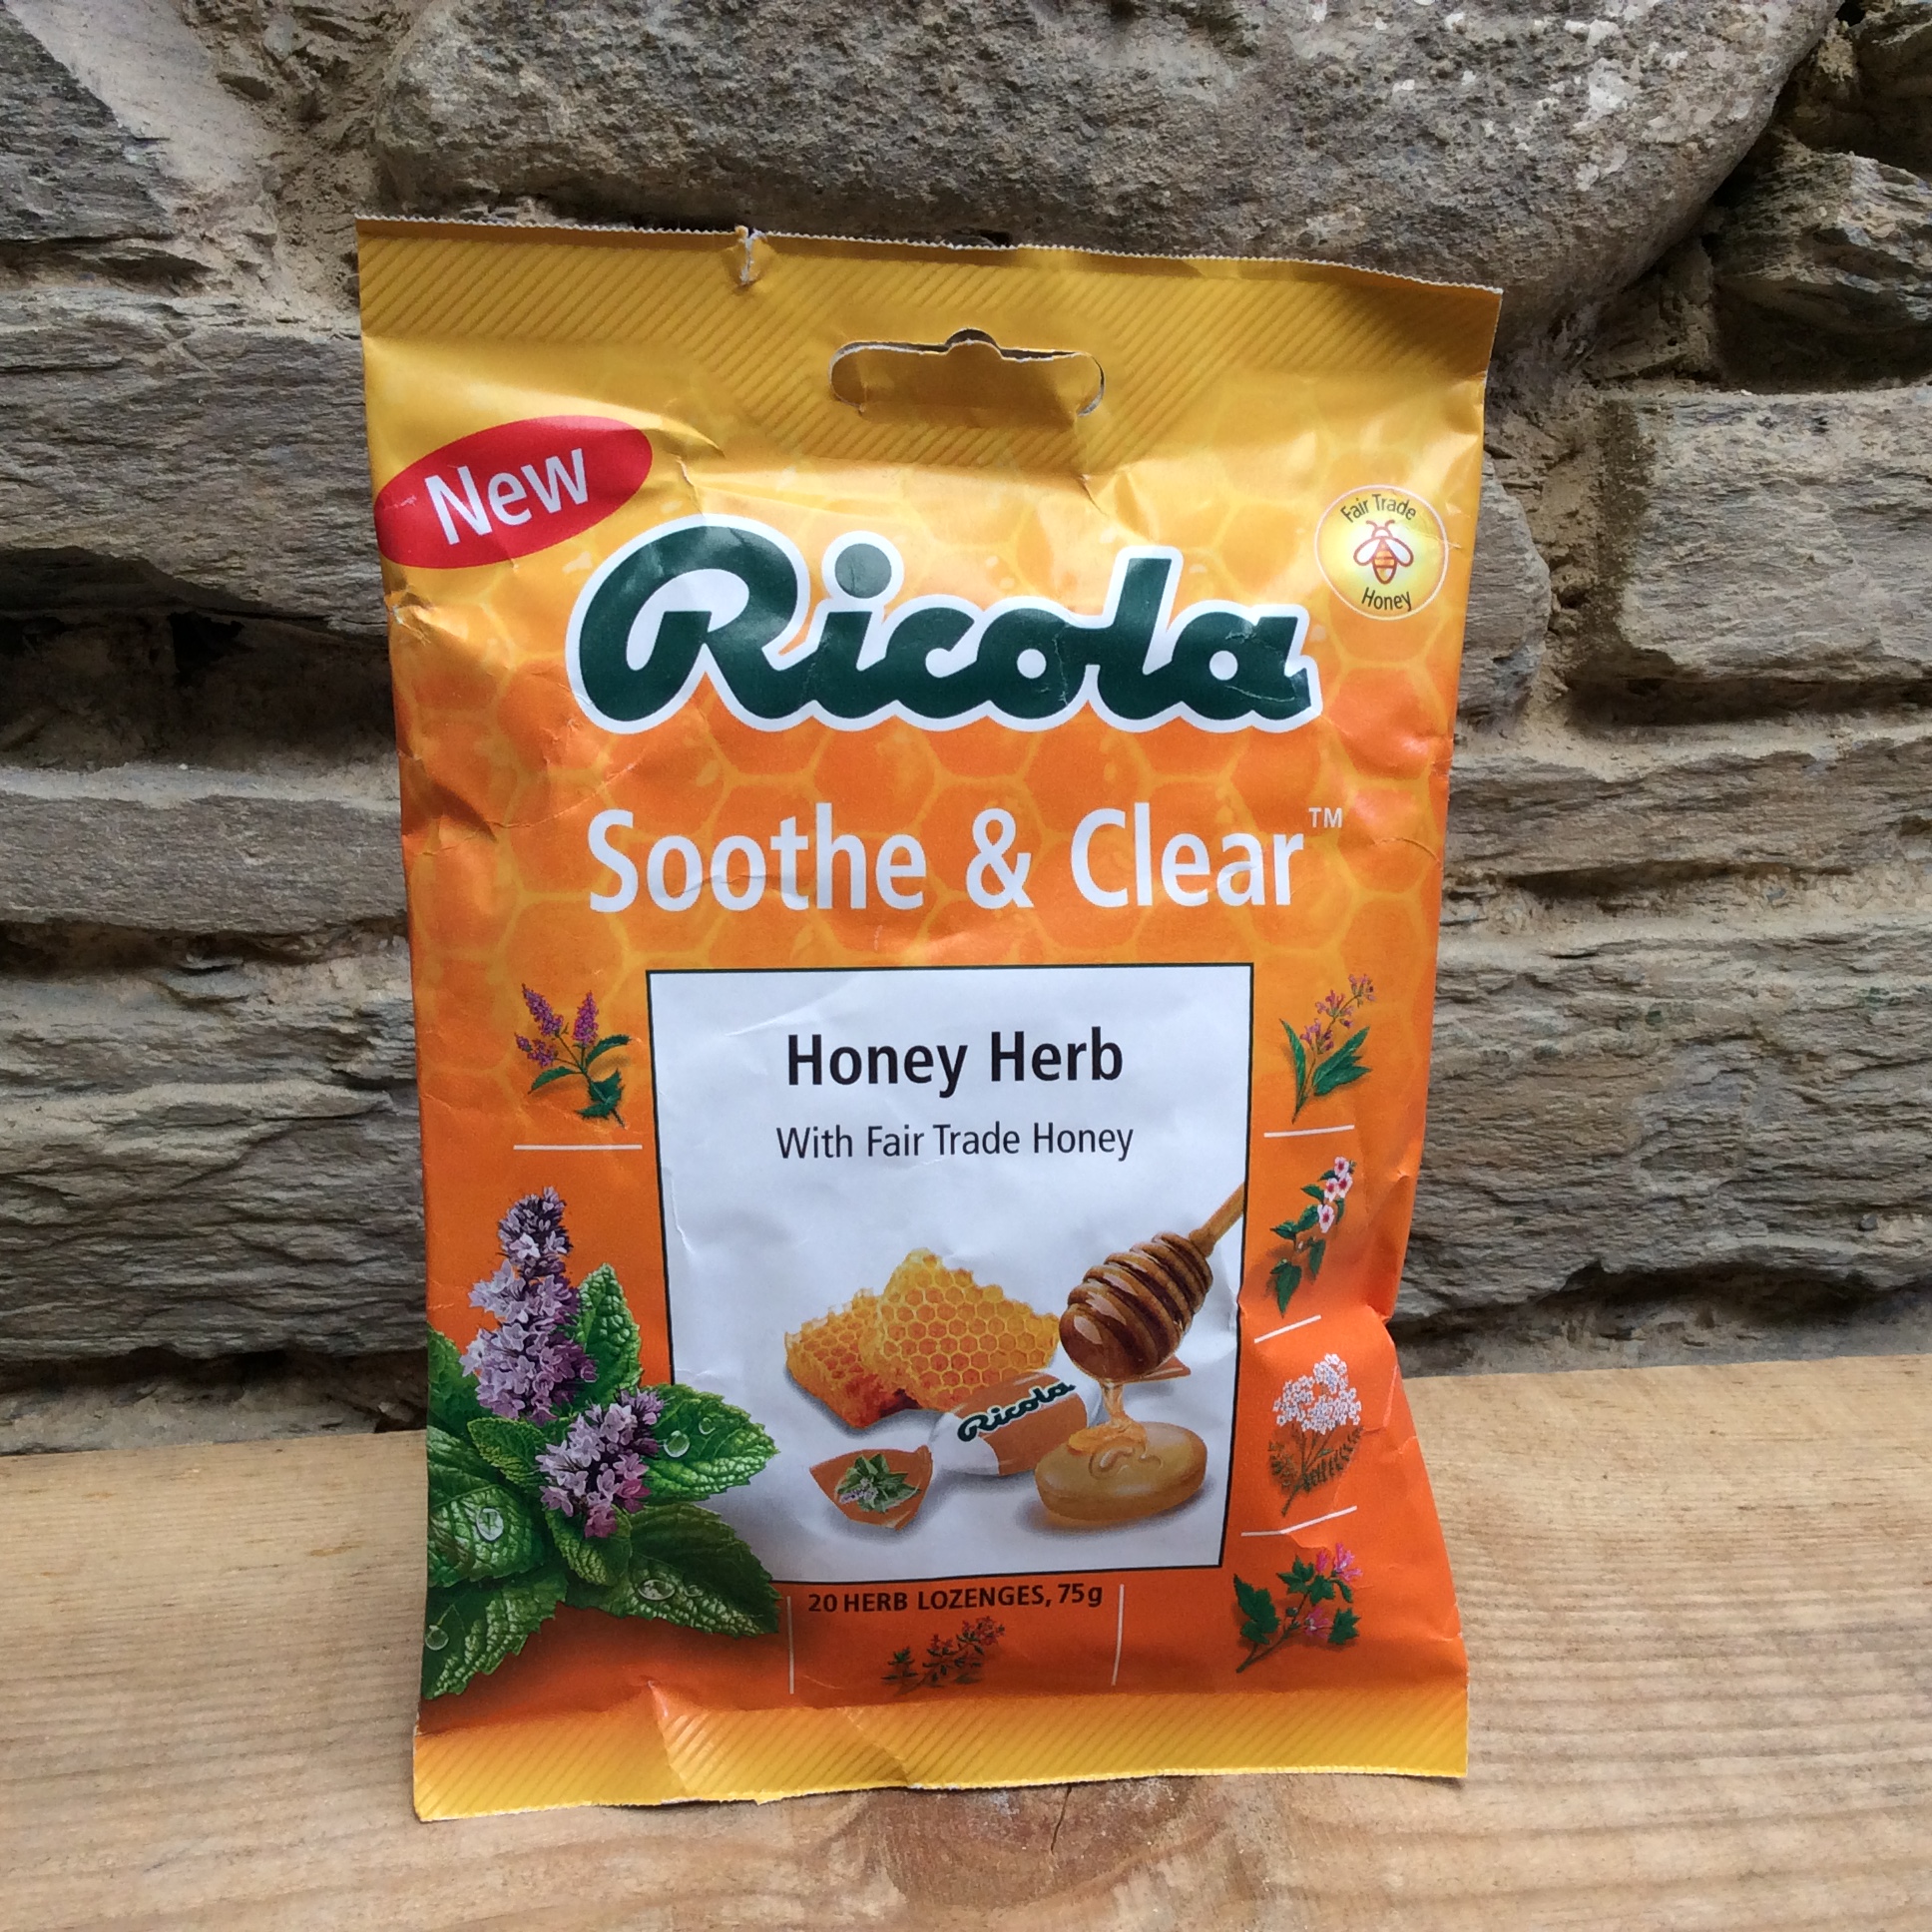 New
Fair Trade
Honey
Ricola
Soothe & Clear™
Honey Herb
With Fair Trade Honey
Ricola
20 HERB LOZENGES, 75g